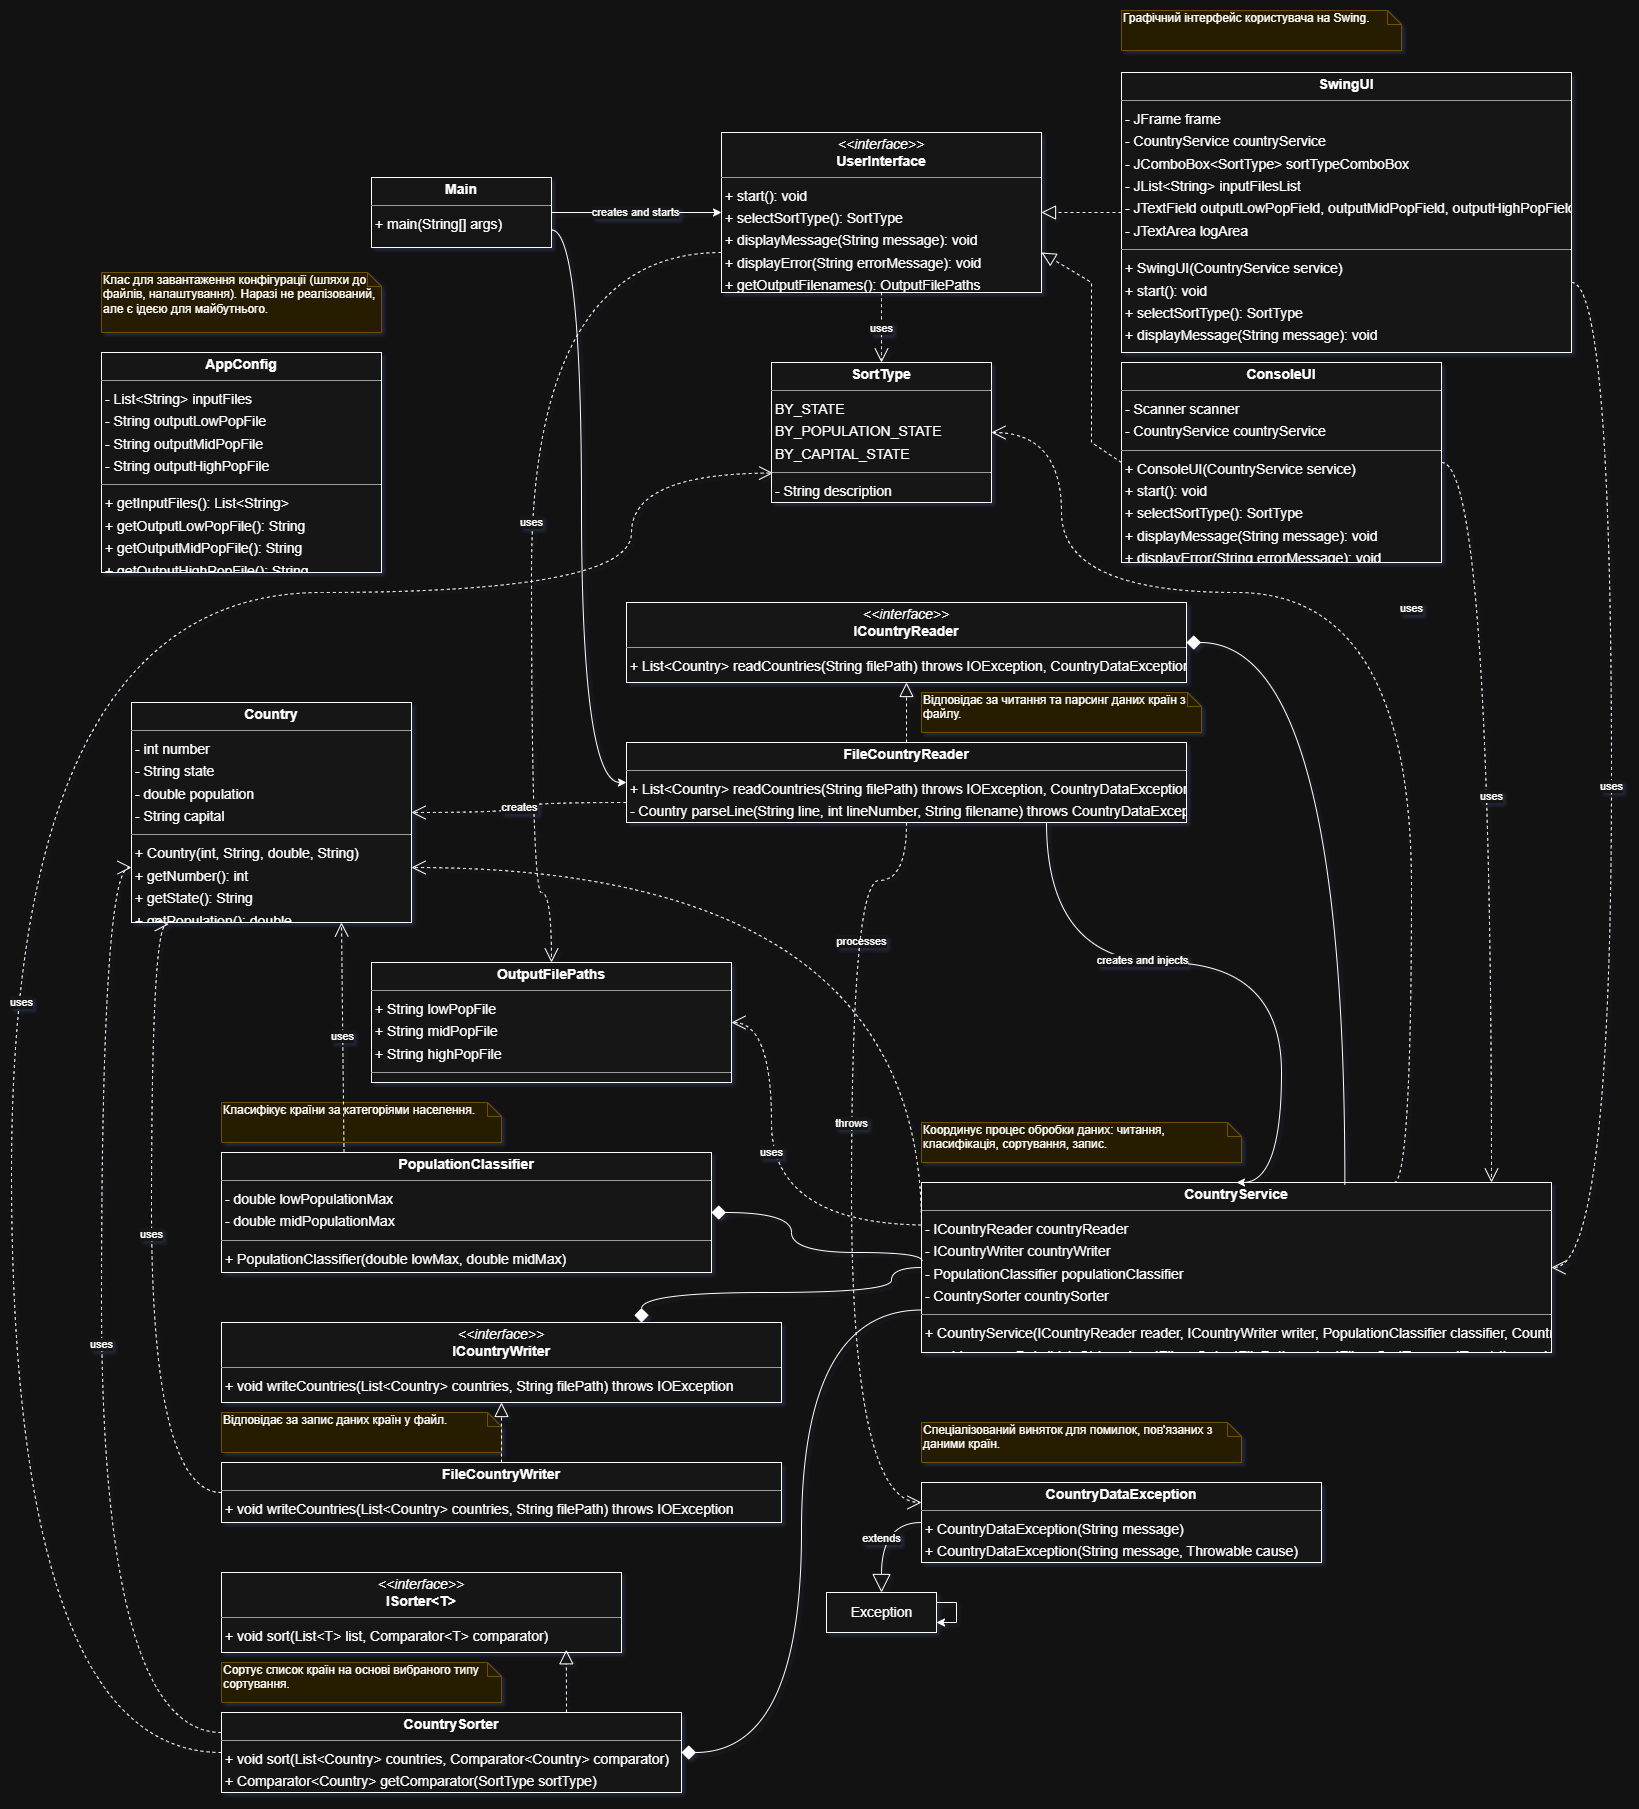 Графічний інтерфейс користувача на Swing.
SwingUI
- JFrame frame
- CountryService countryService
- JComboBox<SortType> sortTypeComboBox
- JList<String> inputFilesList
- JTextField outputLowPopField, outputMidPopField, outputHighPopField
- JTextArea logArea
+ SwingUI(CountryService service)
+ start(): void
+ selectSortType(): SortType
+ displayMessage(String message): void
<<interface>>
UserInterface
+ start(): void
+ selectSortType(): SortType
+ displayMessage(String message): void
+ displayError(String errorMessage): void
+ getOutputFilenames(): OutputFilePaths
Main
+ main(String[] args)
creates and starts
Клас для завантаження конфігурації (шляхи до
файлів, налаштування). Наразі не реалізований,
але є ідеєю для майбутнього.
AppConfig
- List<String> inputFiles
- String outputLowPopFile
- String outputMidPopFile
- String outputHighPopFile
+ getInputFiles(): List<String>
+ getOutputLowPopFile(): String
+ getOutputMidPopFile(): String
+ getOutputHighPopFile(): String
uses
SortType
BY_STATE
BY_POPULATION_STATE
BY_CAPITAL_STATE
- String description
ConsoleUI
- Scanner scanner
- CountryService countryService
+ ConsoleUI(CountryService service)
+ start(): void
+ selectSortType(): SortType
+ displayMessage(String message): void
+ displayError(String errorMessage): void
uses
uses
<<interface>>
ICountryReader
+ List<Country> readCountries(String filePath) throws IOException, CountryDataException
Відповідає за читання та парсинг даних країн з
файлу.
FileCountryReader
+ List<Country> readCountries(String filePath) throws IOException, CountryDataException
- Country parseLine(String line, int lineNumber, String filename) throws CountryDataExcep
uses
uses
creates
Country
- int number
- String state
- double population
- String capital
+ Country(int, String, double, String)
+ getNumber(): int
+ getState(): String
+ getPopulation(): double
processes
creates and injects
OutputFilePaths
+ String lowPopFile
+ String midPopFile
+ String highPopFile
uses
uses
Класифікує країни за категоріями населення.
throws
uses
Координує процес обробки даних: читання,
класифікація, сортування, запис.
PopulationClassifier
- double lowPopulationMax
- double midPopulationMax
+ PopulationClassifier(double lowMax, double midMax)
CountryService
- ICountryReader countryReader
- ICountryWriter countryWriter
- PopulationClassifier populationClassifier
- CountrySorter countrySorter
+ CountryService(ICountryReader reader, ICountryWriter writer, PopulationClassifier classifier, Count
uses
uses
<<interface>>
ICountryWriter
+ void writeCountries(List<Country> countries, String filePath) throws IOException
Відповідає за запис даних країн у файл.
FileCountryWriter
+ void writeCountries(List<Country> countries, String filePath) throws IOException
Спеціалізований виняток для помилок, пов'язаних з
даними країн.
CountryDataException
+ CountryDataException(String message)
+ CountryDataException(String message, Throwable cause)
extends
Exception
<<interface>>
ISorter<T>
+ void sort(List<T> list, Comparator<T> comparator)
Сортує список країн на основі вибраного типу
сортування.
CountrySorter
+ void sort(List<Country> countries, Comparator<Country> comparator)
+ Comparator<Country> getComparator(SortType sortType)